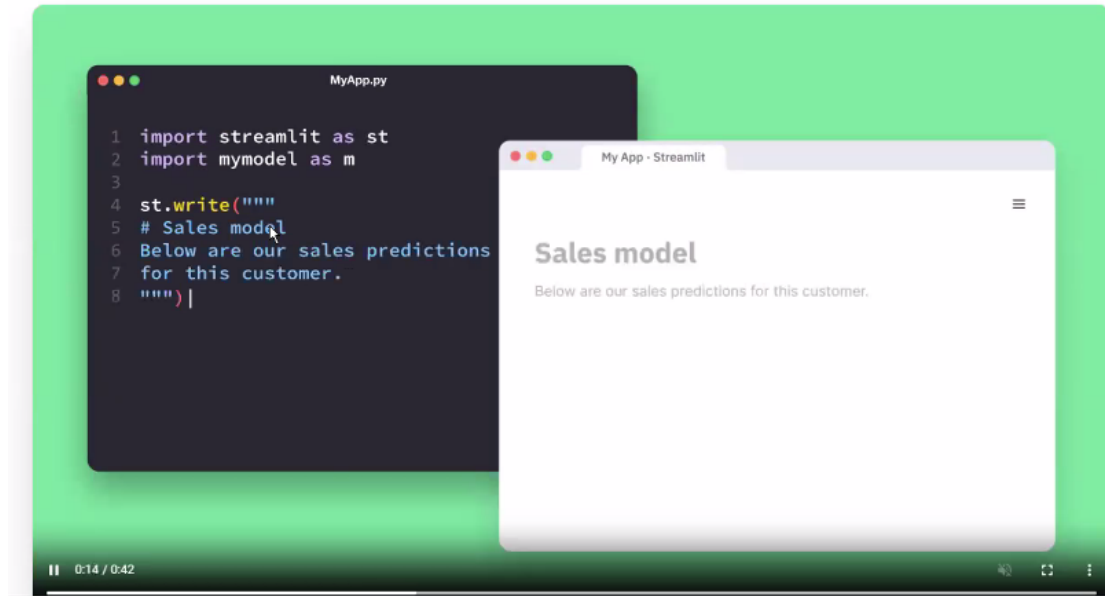 MyApp.py
1 import streamlit as st
2 import mymodel as m
3
4 st.write("""
5 # Sales model
6 Below are our sales predictions
7 for this customer.
8 """)
My App · Streamlit
Sales model
Below are our sales predictions for this customer.
0:14 / 0:42